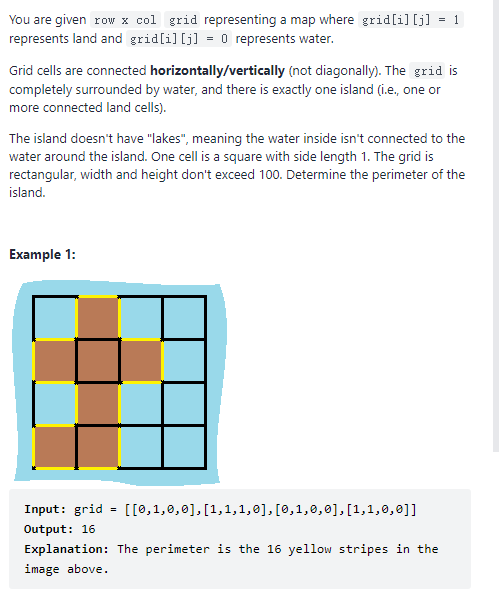 You are given row x col grid representing a map where grid[i][j] = 1
represents land and grid[i][j] = 0 represents water.
Grid cells are connected horizontally/vertically (not diagonally). The grid is
completely surrounded by water, and there is exactly one island (i.e., one or
more connected land cells).
The island doesn't have "lakes", meaning the water inside isn't connected to the
water around the island. One cell is a square with side length 1. The grid is
rectangular, width and height don't exceed 100. Determine the perimeter of the
island.
Example 1:
Input: grid = [[0,1,0,0],[1,1,1,0],[0,1,0,0],[1,1,0,0]]
Output: 16
Explanation: The perimeter is the 16 yellow stripes in the
image above.